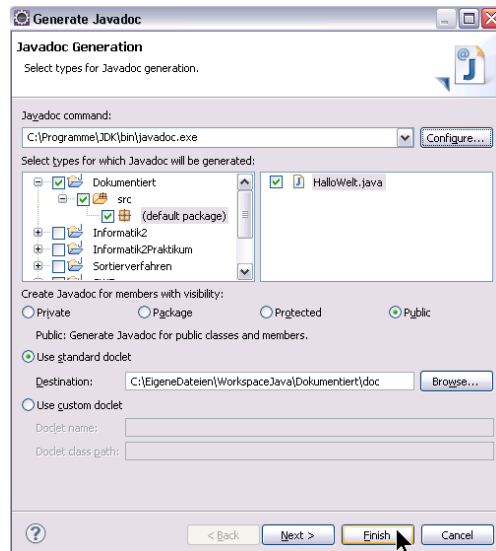 Generate Javadoc
Javadoc Generation
Select types for Javadoc generation.
Javadoc command:
C:\Programme\JDK\bin\javadoc.exe
Configure...
Select types for which Javadoc will be generated:
Dokumentiert
src
(default package)
Informatik2
Informatik2Praktikum
Sortierverfahren
HalloWelt.java
Create Javadoc for members with visibility:
Private Package Protected Public
Public: Generate Javadoc for public classes and members.
Use standard doclet
Destination: C:\EigeneDateien\WorkspaceJava\Dokumentiert\doc Browse...
Use custom doclet
Doclet name:
Doclet class path:
? < Back Next > Finish Cancel